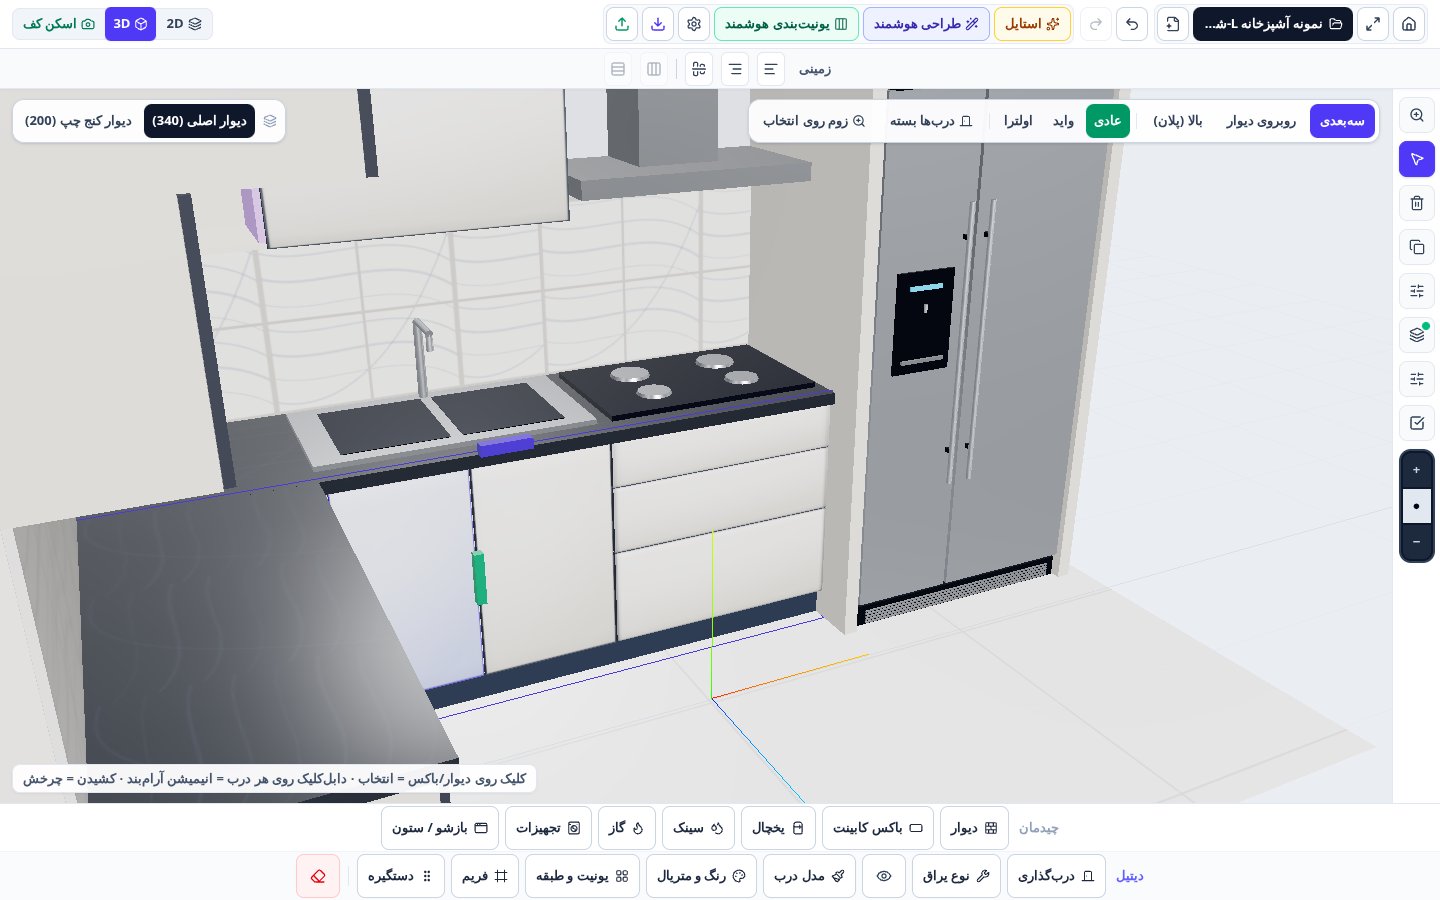 نمونه آشپزخانه L-ش...
استایل
طراحی هوشمند
یونیت‌بندی هوشمند
2D
3D
اسکن کف
زمینی
سه‌بعدی
روبروی دیوار
بالا (پلان)
عادی
واید
اولترا
درب‌ها بسته
زوم روی انتخاب
دیوار اصلی (340)
دیوار کنج چپ (200)
کلیک روی دیوار/باکس = انتخاب · دابل‌کلیک روی هر درب = انیمیشن آرام‌بند · کشیدن = چرخش
چیدمان
دیوار
باکس کابینت
یخچال
سینک
گاز
تجهیزات
بازشو / ستون
دیتیل
درب‌گذاری
نوع یراق
مدل درب
رنگ و متریال
یونیت و طبقه
فریم
دستگیره